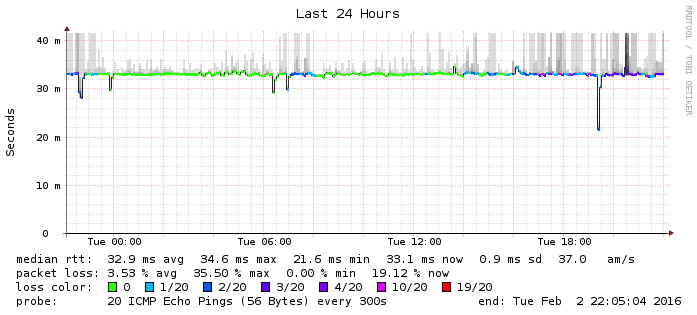 Last 24 Hours
RRDTOOL / TOBI OETIKER
Seconds
40 m
30 m
20 m
10 m
0
Tue 00:00 Tue 06:00 Tue 12:00 Tue 18:00
median rtt: 32.9 ms avg 34.6 ms max 21.6 ms min 33.1 ms now 0.9 ms sd 37.0 am/s
packet loss: 3.53 % avg 35.50 % max 0.00 % min 19.12 % now
loss color: 0 1/20 2/20 3/20 4/20 10/20 19/20
probe: 20 ICMP Echo Pings (56 Bytes) every 300s end: Tue Feb 2 22:05:04 2016